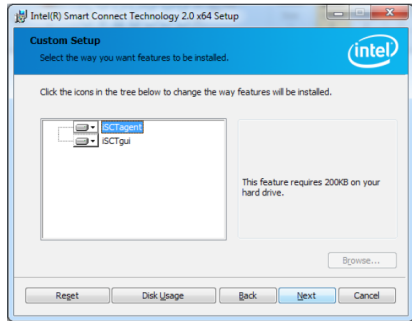 Intel(R) Smart Connect Technology 2.0 x64 Setup
Custom Setup
Select the way you want features to be installed.
intel
Click the icons in the tree below to change the way features will be installed.
iSCTagent
iSCTgui
This feature requires 200KB on your
hard drive.
Browse...
Reset
Disk Usage
Back
Next
Cancel